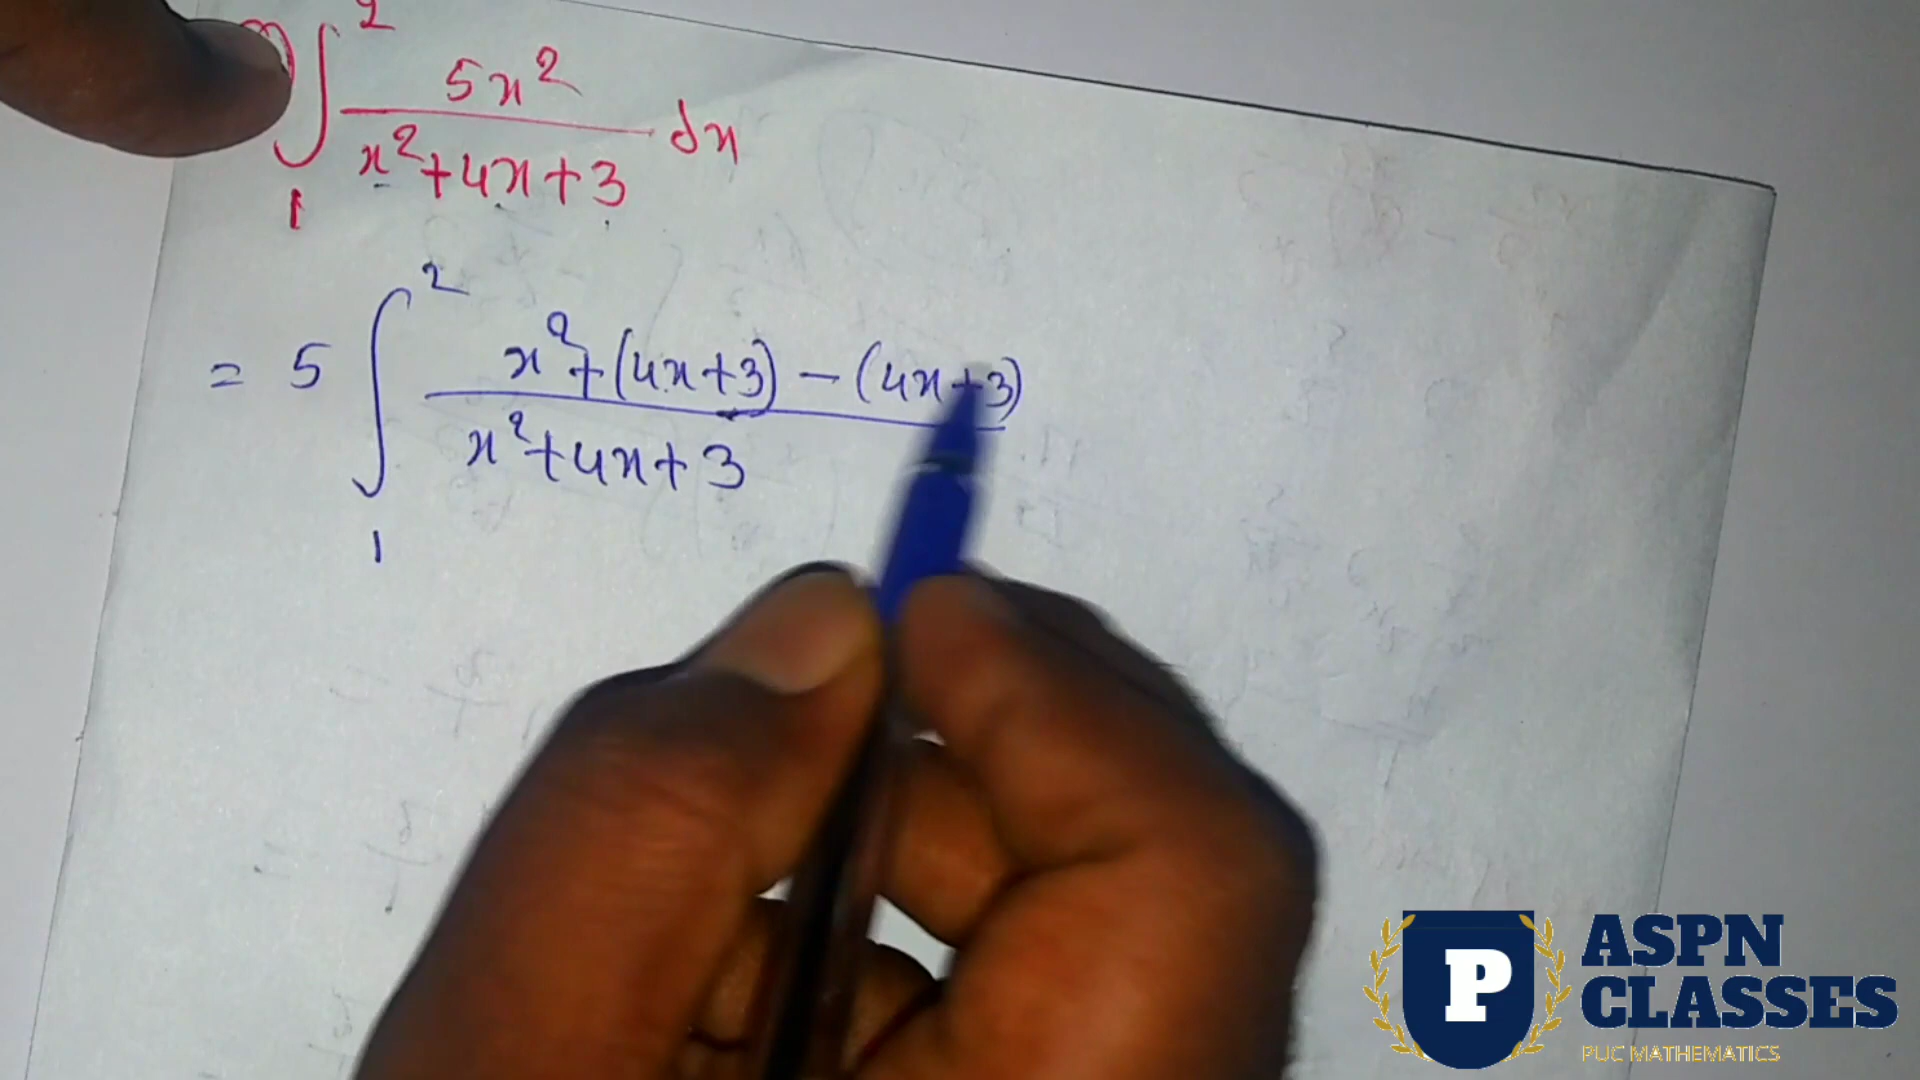 ∫₁² 5x²/(x²+4x+3) dx
= 5 ∫₁² (x²+(4x+3)-(4x+3))/(x²+4x+3)
P
ASPN
CLASSES
PUC MATHEMATICS